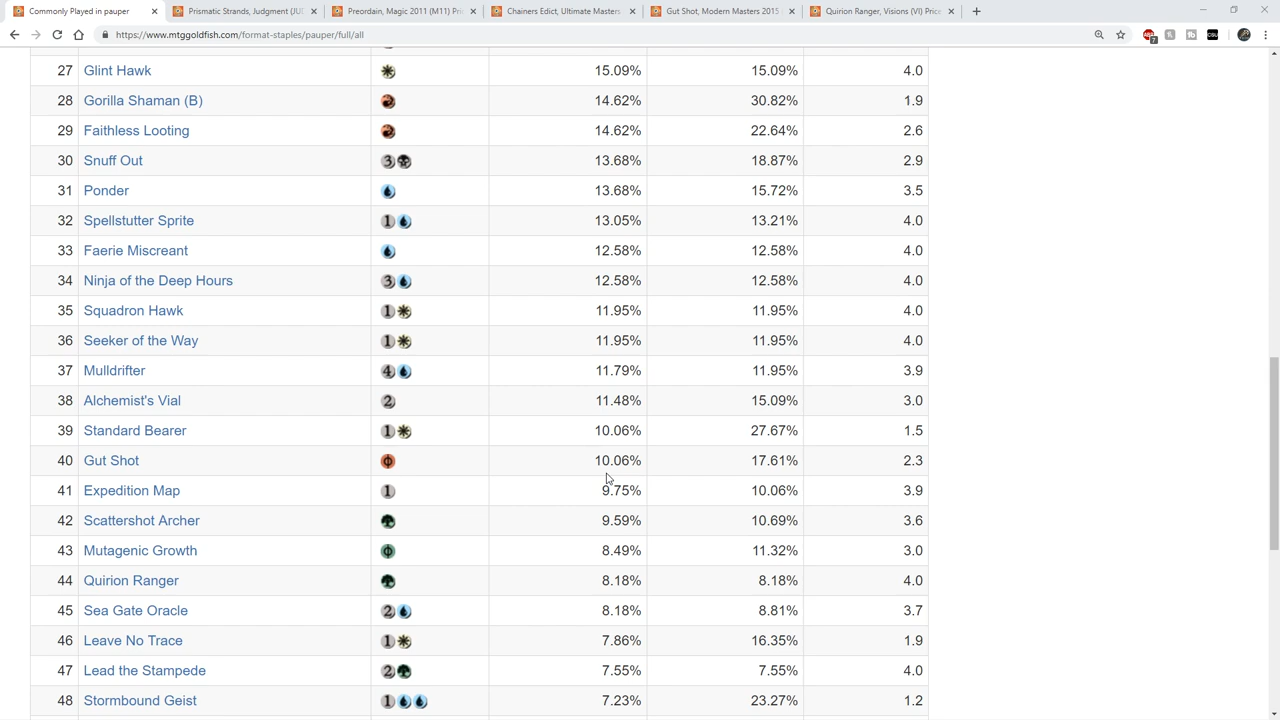 Commonly Played in pauper
Prismatic Strands, Judgment (JUD
Preordain, Magic 2011 (M11) Pri
Chainers Edict, Ultimate Masters
Gut Shot, Modern Masters 2015
Quirion Ranger, Visions (VI) Price
https://www.mtggoldfish.com/format-staples/pauper/full/all
27 Glint Hawk 15.09% 15.09% 4.0
28 Gorilla Shaman (B) 14.62% 30.82% 1.9
29 Faithless Looting 14.62% 22.64% 2.6
30 Snuff Out 3 13.68% 18.87% 2.9
31 Ponder 13.68% 15.72% 3.5
32 Spellstutter Sprite 1 13.05% 13.21% 4.0
33 Faerie Miscreant 12.58% 12.58% 4.0
34 Ninja of the Deep Hours 3 12.58% 12.58% 4.0
35 Squadron Hawk 1 11.95% 11.95% 4.0
36 Seeker of the Way 1 11.95% 11.95% 4.0
37 Mulldrifter 4 11.79% 11.95% 3.9
38 Alchemist's Vial 2 11.48% 15.09% 3.0
39 Standard Bearer 1 10.06% 27.67% 1.5
40 Gut Shot 10.06% 17.61% 2.3
41 Expedition Map 1 9.75% 10.06% 3.9
42 Scattershot Archer 9.59% 10.69% 3.6
43 Mutagenic Growth 8.49% 11.32% 3.0
44 Quirion Ranger 8.18% 8.18% 4.0
45 Sea Gate Oracle 2 8.18% 8.81% 3.7
46 Leave No Trace 1 7.86% 16.35% 1.9
47 Lead the Stampede 2 7.55% 7.55% 4.0
48 Stormbound Geist 1 7.23% 23.27% 1.2